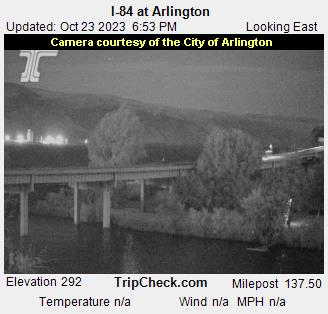 I-84 at Arlington
Updated: Oct 23 2023 6:53 PM Looking East
Camera courtesy of the City of Arlington
Elevation 292 TripCheck.com Milepost 137.50
Temperature n/a Wind n/a MPH n/a